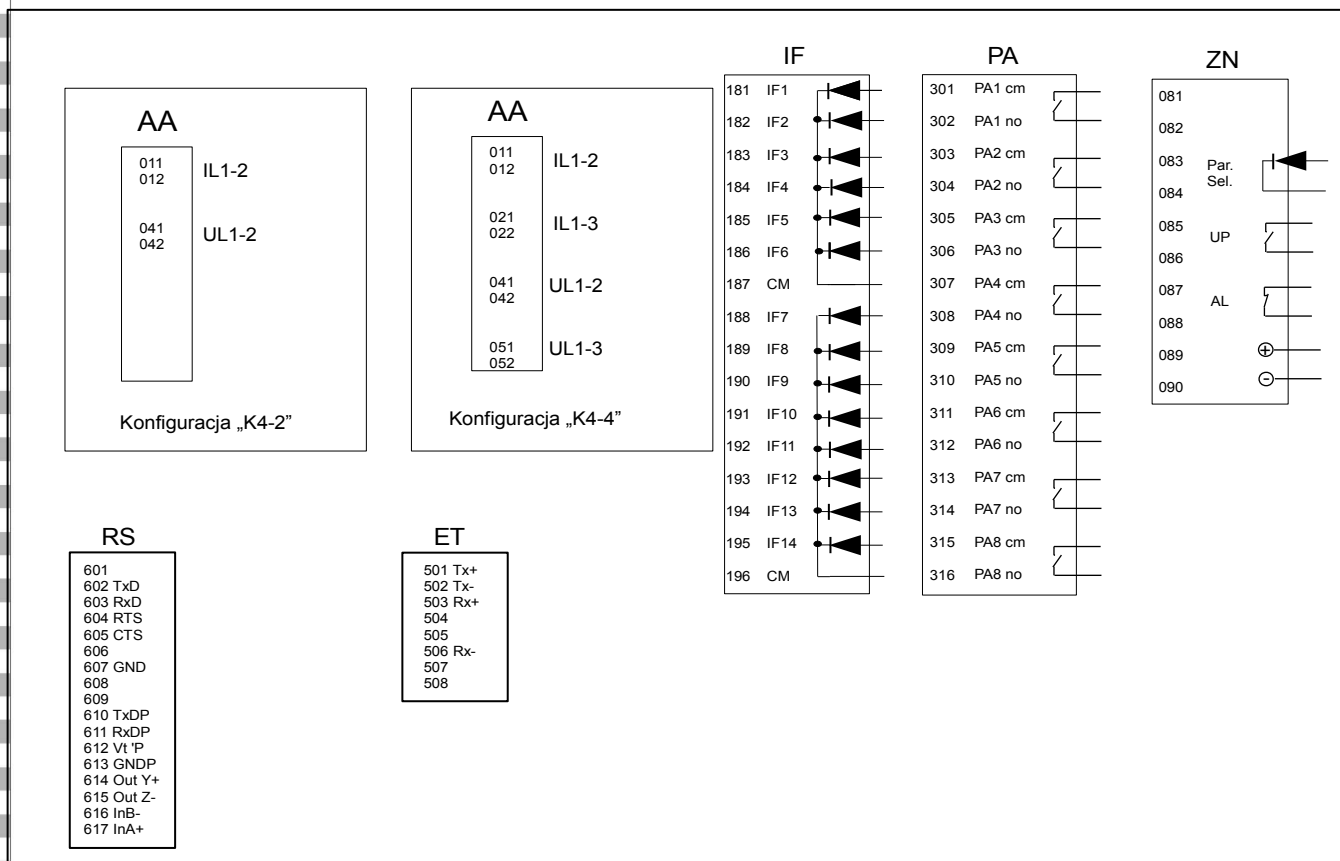 AA
011
012
IL1-2
041
042
UL1-2
Konfiguracja „K4-2”
AA
011
012
IL1-2
021
022
IL1-3
041
042
UL1-2
051
052
UL1-3
Konfiguracja „K4-4”
IF
181 IF1
182 IF2
183 IF3
184 IF4
185 IF5
186 IF6
187 CM
188 IF7
189 IF8
190 IF9
191 IF10
192 IF11
193 IF12
194 IF13
195 IF14
196 CM
PA
301 PA1 cm
302 PA1 no
303 PA2 cm
304 PA2 no
305 PA3 cm
306 PA3 no
307 PA4 cm
308 PA4 no
309 PA5 cm
310 PA5 no
311 PA6 cm
312 PA6 no
313 PA7 cm
314 PA7 no
315 PA8 cm
316 PA8 no
ZN
081
082
083
084
Par.
Sel.
085
086
UP
087
088
AL
089 +
090 -
RS
601
602 TxD
603 RxD
604 RTS
605 CTS
606
607 GND
608
609
610 TxDP
611 RxDP
612 Vt 'P
613 GNDP
614 Out Y+
615 Out Z-
616 InB-
617 InA+
ET
501 Tx+
502 Tx-
503 Rx+
504
505
506 Rx-
507
508